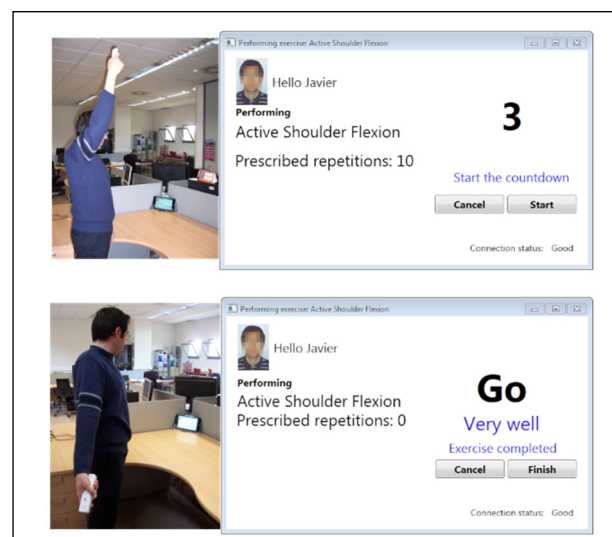 Performing exercise: Active Shoulder Flexion
Hello Javier
Performing
Active Shoulder Flexion
Prescribed repetitions: 10
3
Start the countdown
Cancel Start
Connection status: Good
Performing exercise: Active Shoulder Flexion
Hello Javier
Performing
Active Shoulder Flexion
Prescribed repetitions: 0
Go
Very well
Exercise completed
Cancel Finish
Connection status: Good